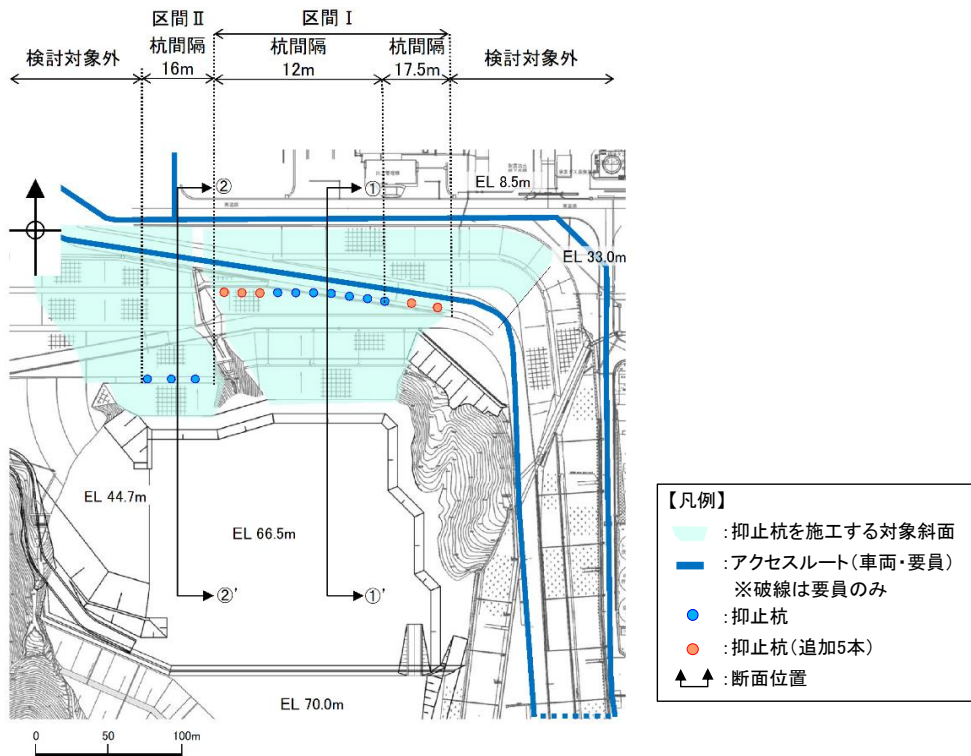 区間Ⅱ
区間Ⅰ
検討対象外
杭間隔
16m
杭間隔
12m
杭間隔
17.5m
検討対象外
EL 8.5m
②
①
EL 33.0m
EL 44.7m
EL 66.5m
②'
①'
EL 70.0m
0
50
100m
【凡例】
:抑止杭を施工する対象斜面
:アクセスルート(車両・要員)
※破線は要員のみ
:抑止杭
:抑止杭(追加5本)
:断面位置